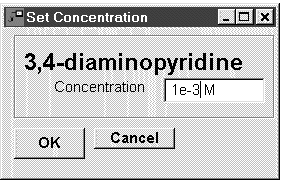 Set Concentration
3,4-diaminopyridine
Concentration 1e-3 M
OK Cancel